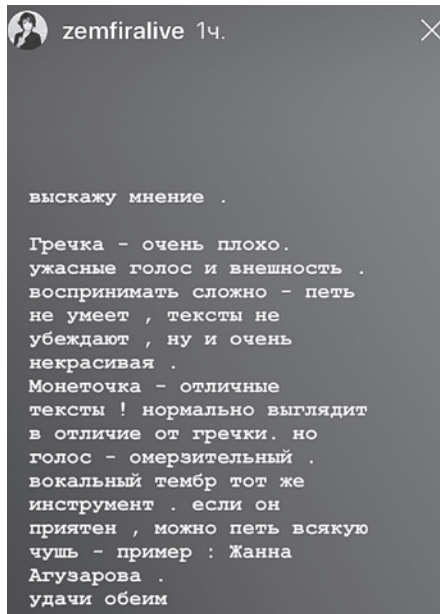 zemfiralive 1ч.
выскажу мнение .
Гречка - очень плохо.
ужасные голос и внешность .
воспринимать сложно - петь
не умеет , тексты не
убеждают , ну и очень
некрасивая .
Монеточка - отличные
тексты ! нормально выглядит
в отличие от гречки. но
голос - омерзительный .
вокальный тембр тот же
инструмент . если он
приятен , можно петь всякую
чушь - пример : Жанна
Агузарова .
удачи обеим